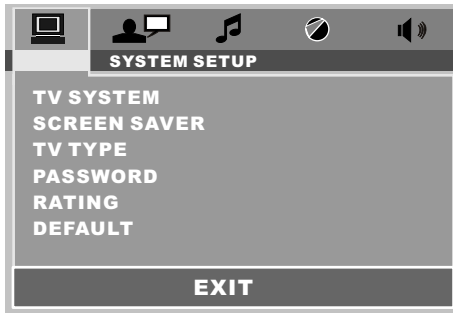 SYSTEM SETUP
TV SYSTEM
SCREEN SAVER
TV TYPE
PASSWORD
RATING
DEFAULT
EXIT